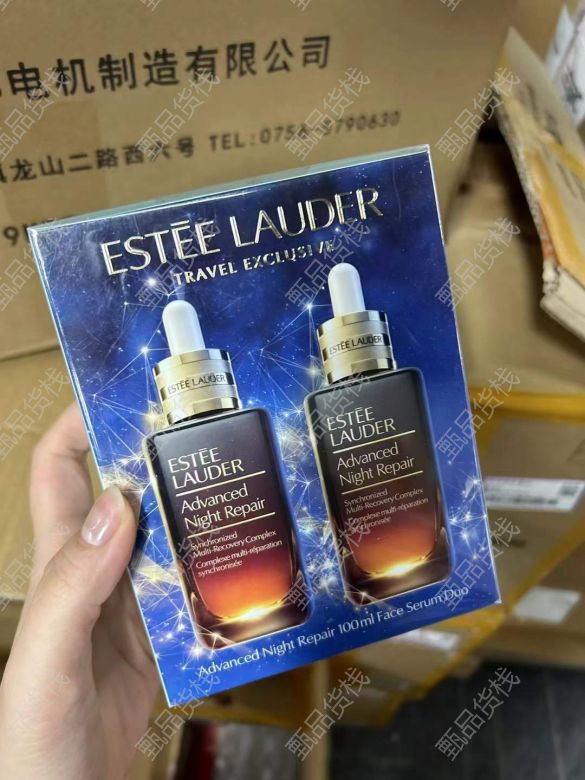 电机制造有限公司
龙山二路西六号 TEL:0758-8790630
ESTĒE LAUDER
TRAVEL EXCLUSIVE
ESTĒE LAUDER
ESTĒE
LAUDER
Advanced
Night Repair
Synchronized
Multi-Recovery Complex
Complexe multi-réparation
synchronisée
ESTĒE LAUDER
ESTĒE
LAUDER
Advanced
Night Repair
Synchronized
Multi-Recovery Complex
Complexe multi-réparation
synchronisée
Advanced Night Repair 100ml Face Serum Duo
甄品货栈